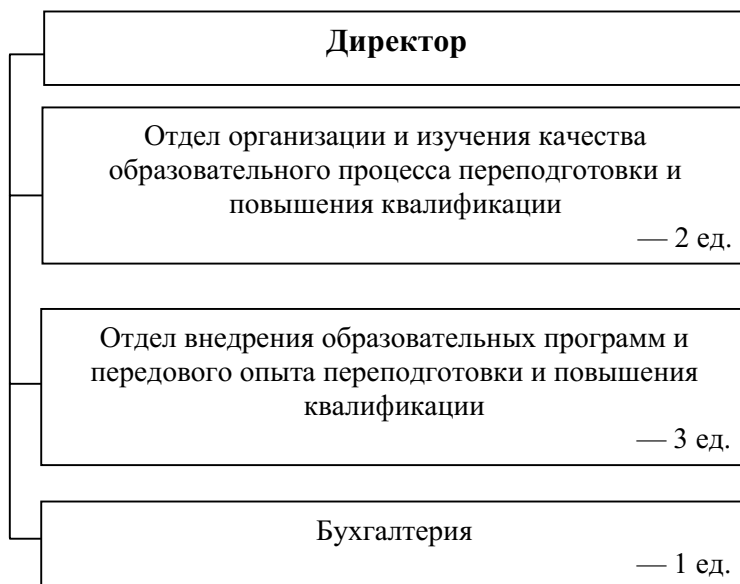 Директор
Отдел организации и изучения качества
образовательного процесса переподготовки и
повышения квалификации
— 2 ед.
Отдел внедрения образовательных программ и
передового опыта переподготовки и повышения
квалификации
— 3 ед.
Бухгалтерия
— 1 ед.